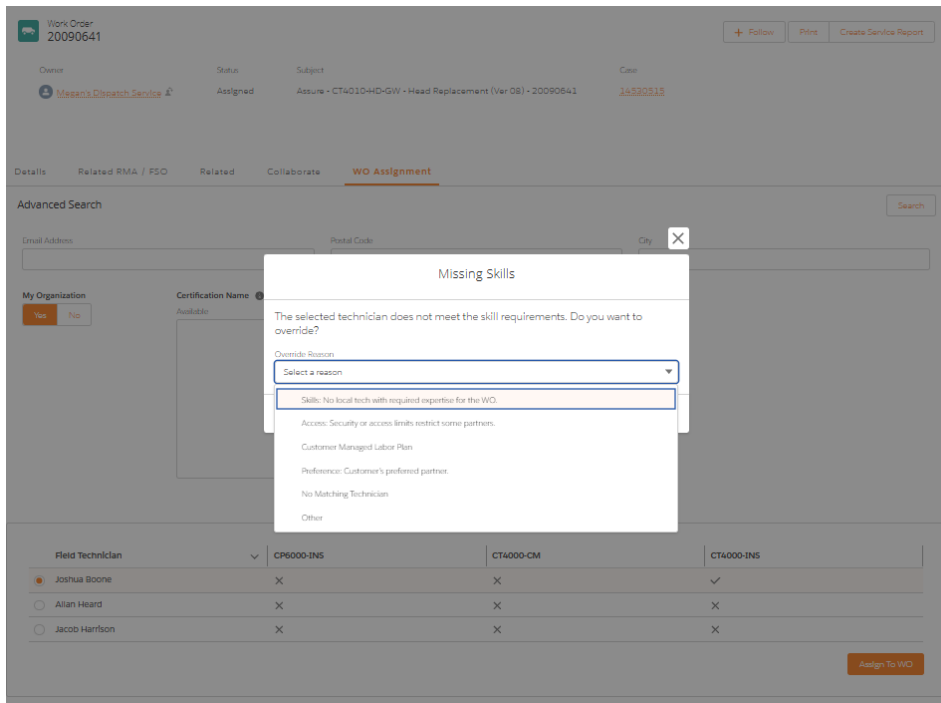 Work Order
20090641
+ Follow
Print
Create Service Report
Owner
Status
Subject
Case
Megan's Dispatch Service
Assigned
Assure - CT4010-HD-GW - Head Replacement (Ver 08) - 20090641
14530515
Details
Related RMA / FSO
Related
Collaborate
WO Assignment
Advanced Search
Search
Email Address
Postal Code
City
My Organization
Yes
No
Certification Name
Available
Missing Skills
The selected technician does not meet the skill requirements. Do you want to
override?
Override Reason
Select a reason
Skills: No local tech with required expertise for the WO.
Access: Security or access limits restrict some partners.
Customer Managed Labor Plan
Preference: Customer's preferred partner.
No Matching Technician
Other
Field Technician
CP6000-INS
CT4000-CM
CT4000-INS
Joshua Boone
Allan Heard
Jacob Harrison
Assign To WO